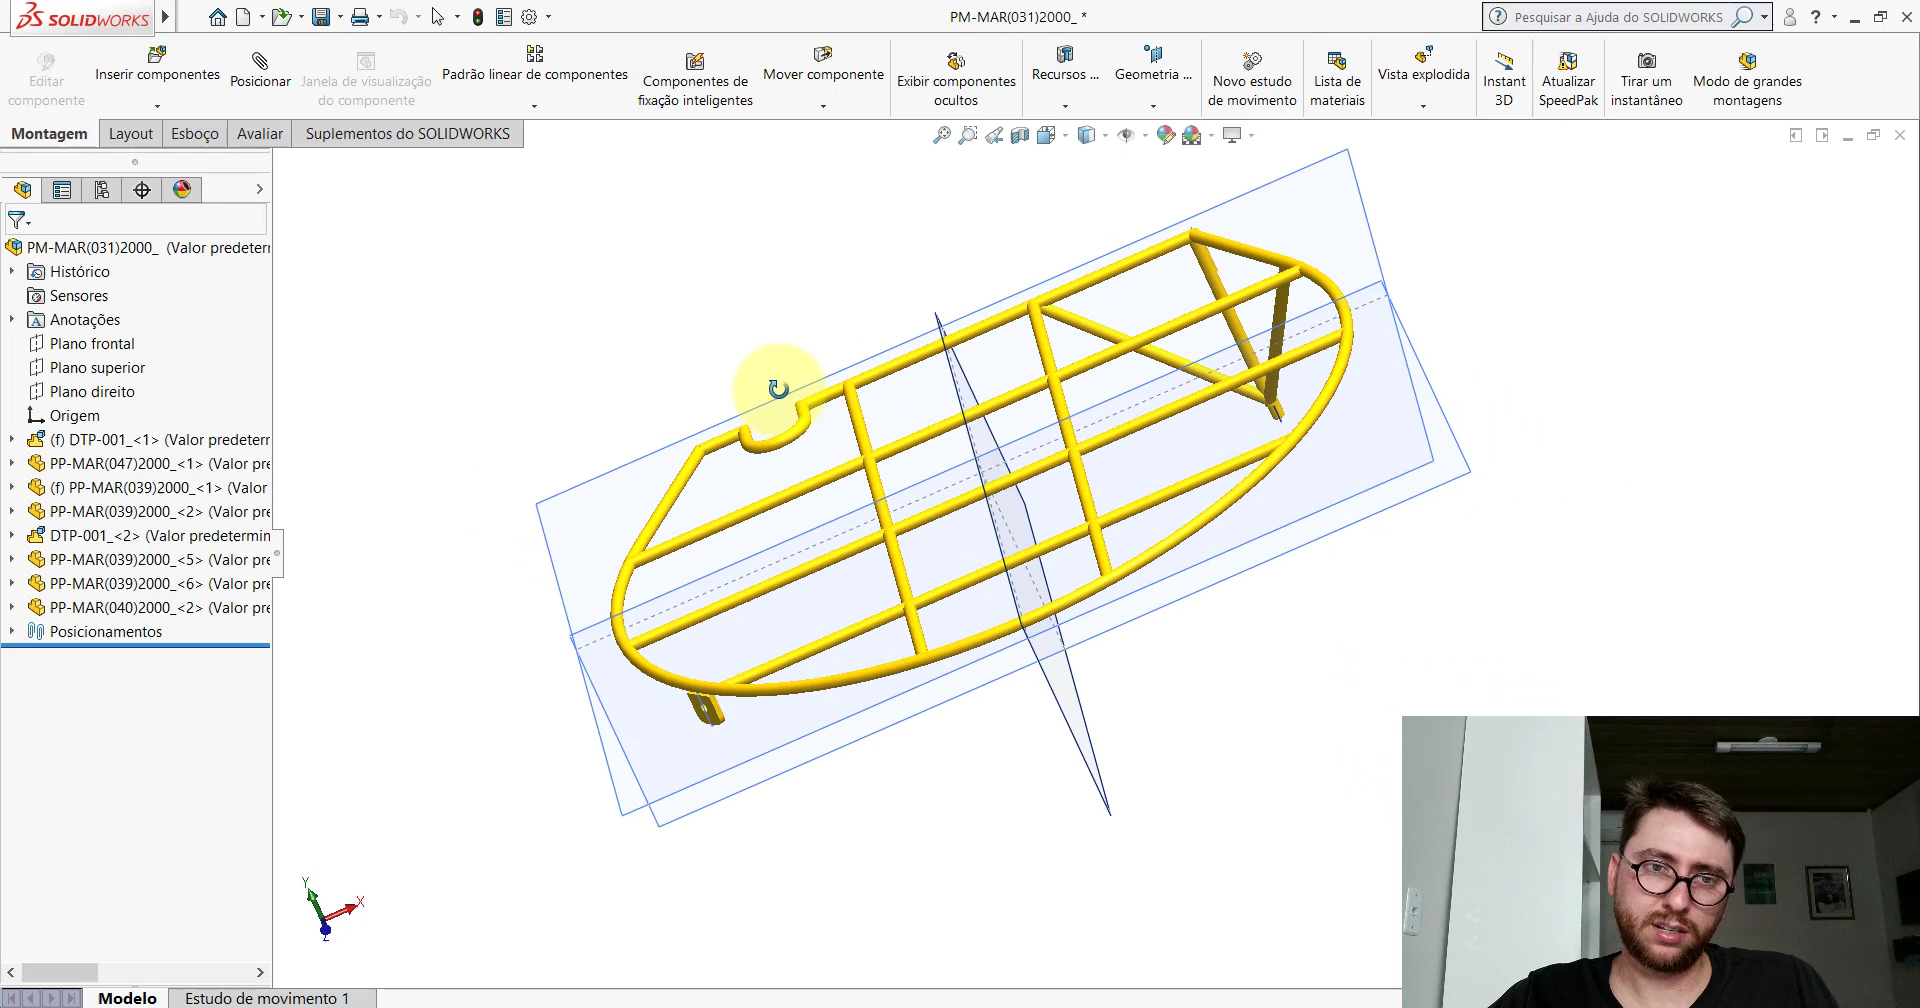 SOLIDWORKS
PM-MAR(031)2000_ *
Pesquisar a Ajuda do SOLIDWORKS
?
Editar componente
Inserir componentes
Posicionar
Janela de visualização do componente
Padrão linear de componentes
Componentes de fixação inteligentes
Mover componente
Exibir componentes ocultos
Recursos ...
Geometria ...
Novo estudo de movimento
Lista de materiais
Vista explodida
Instant 3D
Atualizar SpeedPak
Tirar um instantâneo
Modo de grandes montagens
Montagem
Layout
Esboço
Avaliar
Suplementos do SOLIDWORKS
PM-MAR(031)2000_ (Valor predeterr
Histórico
Sensores
Anotações
Plano frontal
Plano superior
Plano direito
Origem
(f) DTP-001_<1> (Valor predeterr
PP-MAR(047)2000_<1> (Valor pre
(f) PP-MAR(039)2000_<1> (Valor
PP-MAR(039)2000_<2> (Valor pre
DTP-001_<2> (Valor predetermin
PP-MAR(039)2000_<5> (Valor pre
PP-MAR(039)2000_<6> (Valor pre
PP-MAR(040)2000_<2> (Valor pre
Posicionamentos
Y
X
Z
Modelo
Estudo de movimento 1